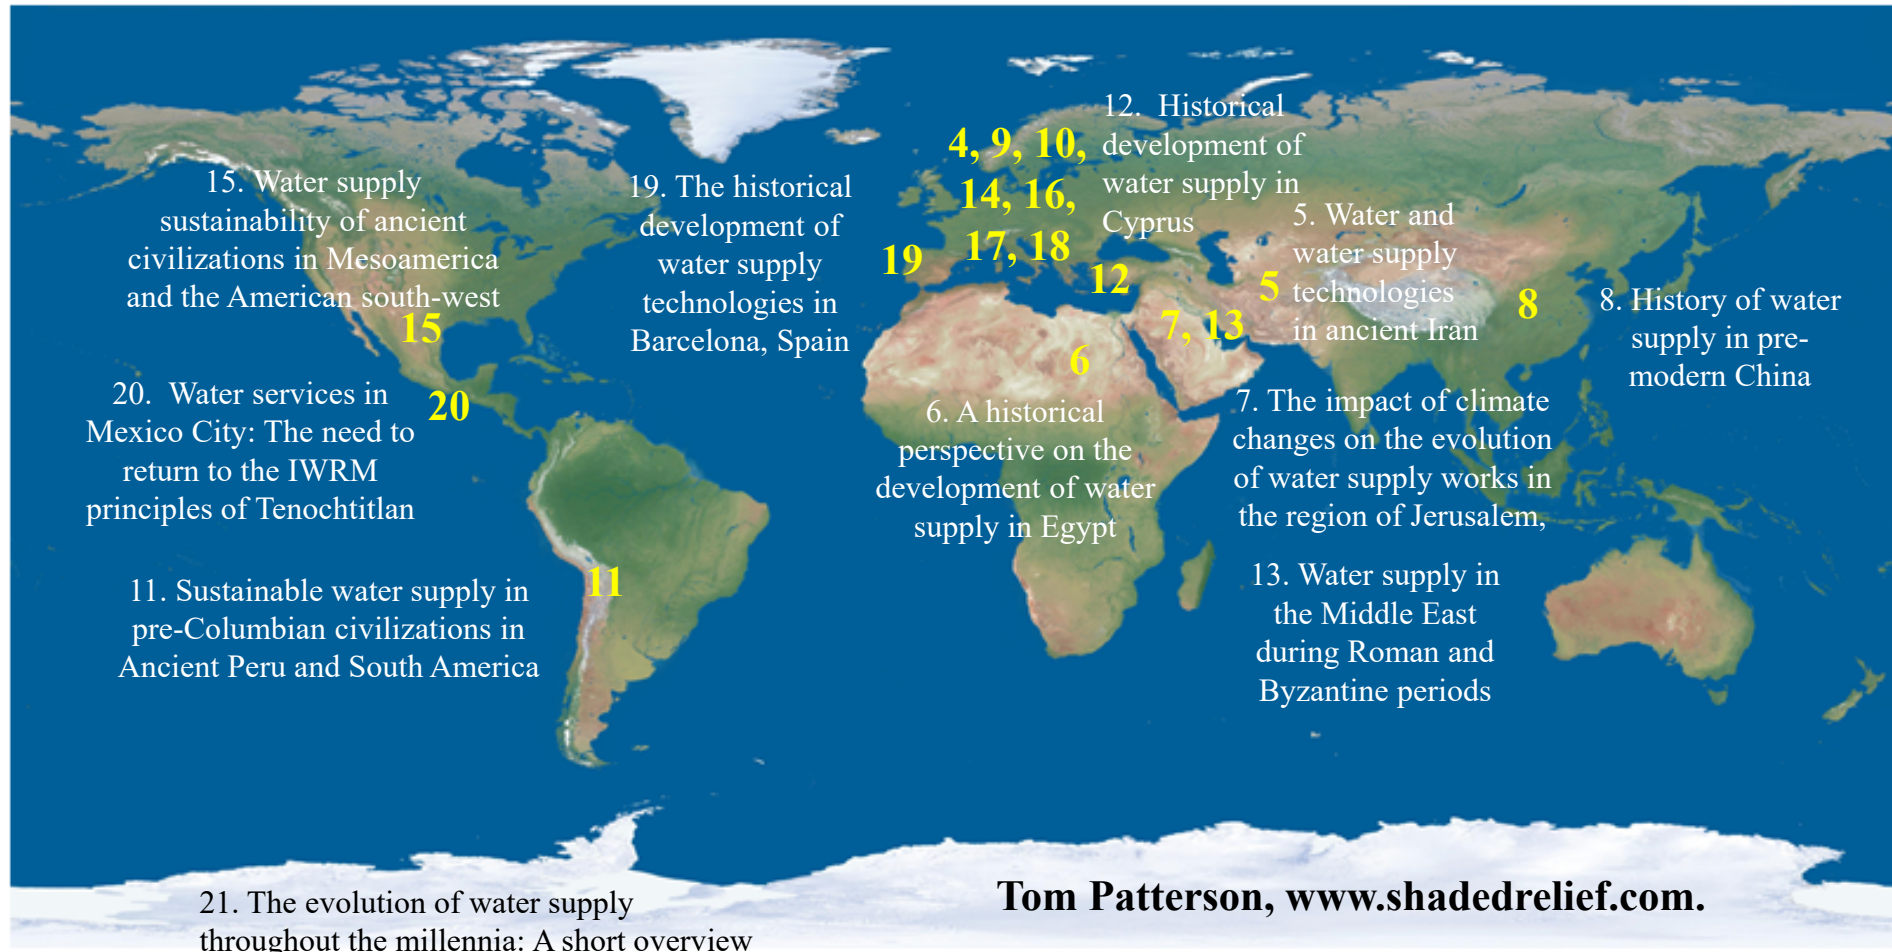 12. Historical
development of
water supply in
Cyprus
4, 9, 10,
14, 16,
17, 18
15. Water supply
sustainability of ancient
civilizations in Mesoamerica
and the American south-west
15
19. The historical
development of
water supply
technologies in
Barcelona, Spain
19
12
5. Water and
water supply
technologies
in ancient Iran
5
8
8. History of water
supply in pre-
modern China
7, 13
6
20. Water services in
Mexico City: The need to
return to the IWRM
principles of Tenochtitlan
20
6. A historical
perspective on the
development of water
supply in Egypt
7. The impact of climate
changes on the evolution
of water supply works in
the region of Jerusalem,
11. Sustainable water supply in
pre-Columbian civilizations in
Ancient Peru and South America
11
13. Water supply in
the Middle East
during Roman and
Byzantine periods
21. The evolution of water supply
throughout the millennia: A short overview
Tom Patterson, www.shadedrelief.com.